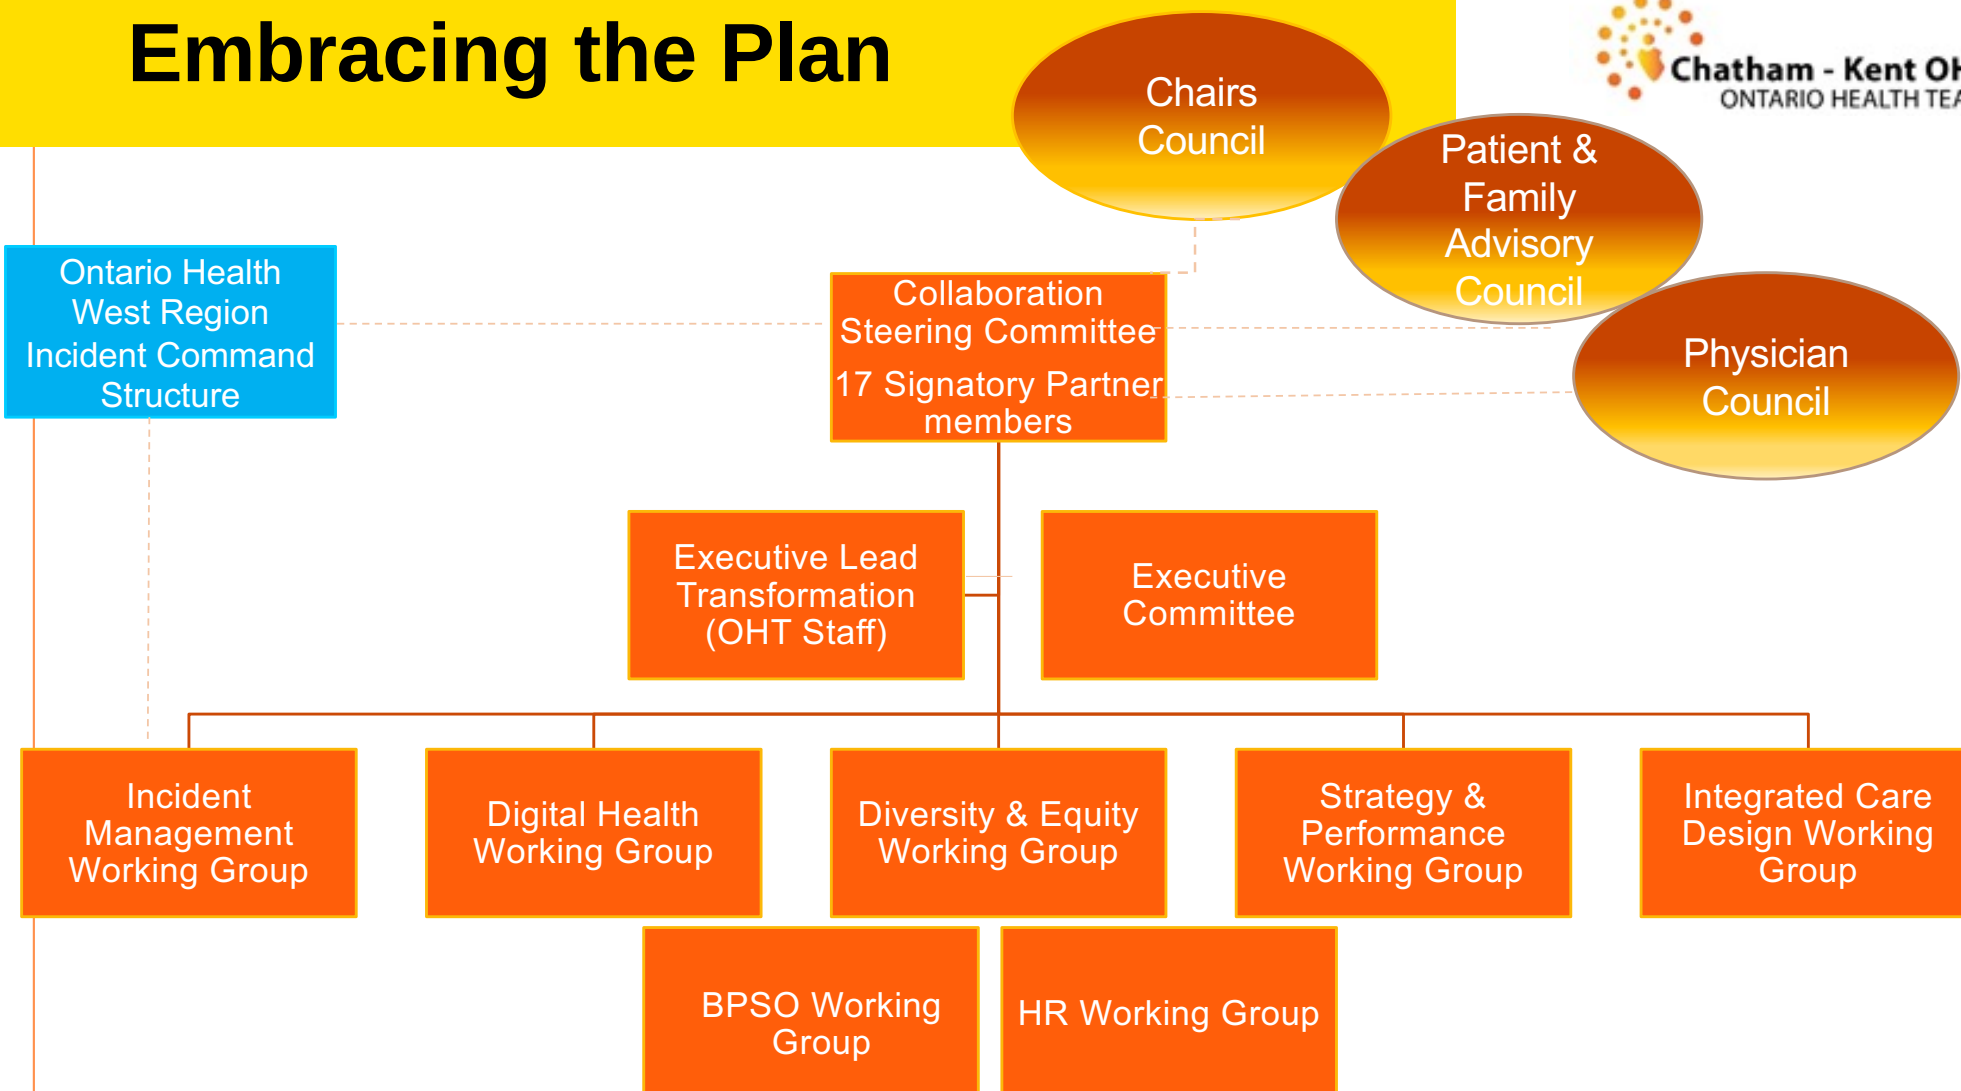 Embracing the Plan
Chatham - Kent OH
ONTARIO HEALTH TEA
Chairs
Council
Patient &
Family
Advisory
Council
Physician
Council
Ontario Health
West Region
Incident Command
Structure
Collaboration
Steering Committee
17 Signatory Partner
members
Executive Lead
Transformation
(OHT Staff)
Executive
Committee
Incident
Management
Working Group
Digital Health
Working Group
Diversity & Equity
Working Group
Strategy &
Performance
Working Group
Integrated Care
Design Working
Group
BPSO Working
Group
HR Working Group